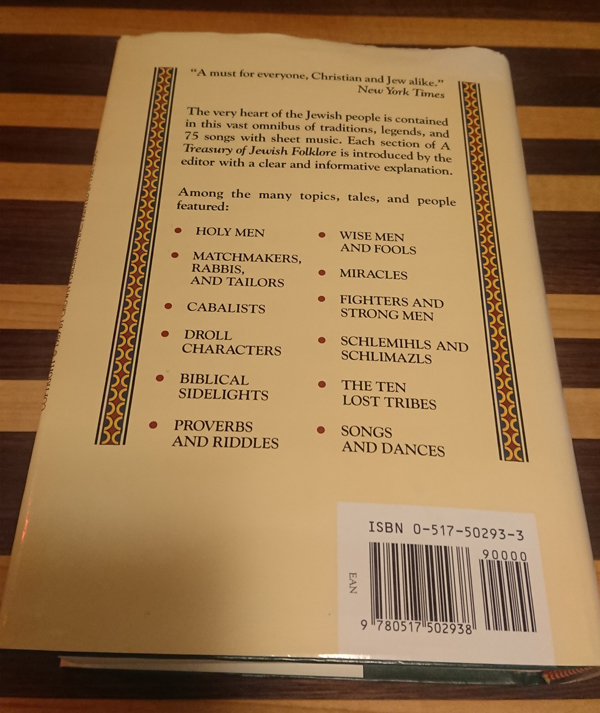 "A must for everyone, Christian and Jew alike."
New York Times
The very heart of the Jewish people is contained
in this vast omnibus of traditions, legends, and
75 songs with sheet music. Each section of A
Treasury of Jewish Folklore is introduced by the
editor with a clear and informative explanation.
Among the many topics, tales, and people
featured:
• HOLY MEN
• MATCHMAKERS,
RABBIS,
AND TAILORS
• CABALISTS
• DROLL
CHARACTERS
• BIBLICAL
SIDELIGHTS
• PROVERBS
AND RIDDLES
• WISE MEN
AND FOOLS
• MIRACLES
• FIGHTERS AND
STRONG MEN
• SCHLEMIHLS AND
SCHLIMAZLS
• THE TEN
LOST TRIBES
• SONGS
AND DANCES
ISBN 0-517-50293-3
90000
EAN
9 780517 502938